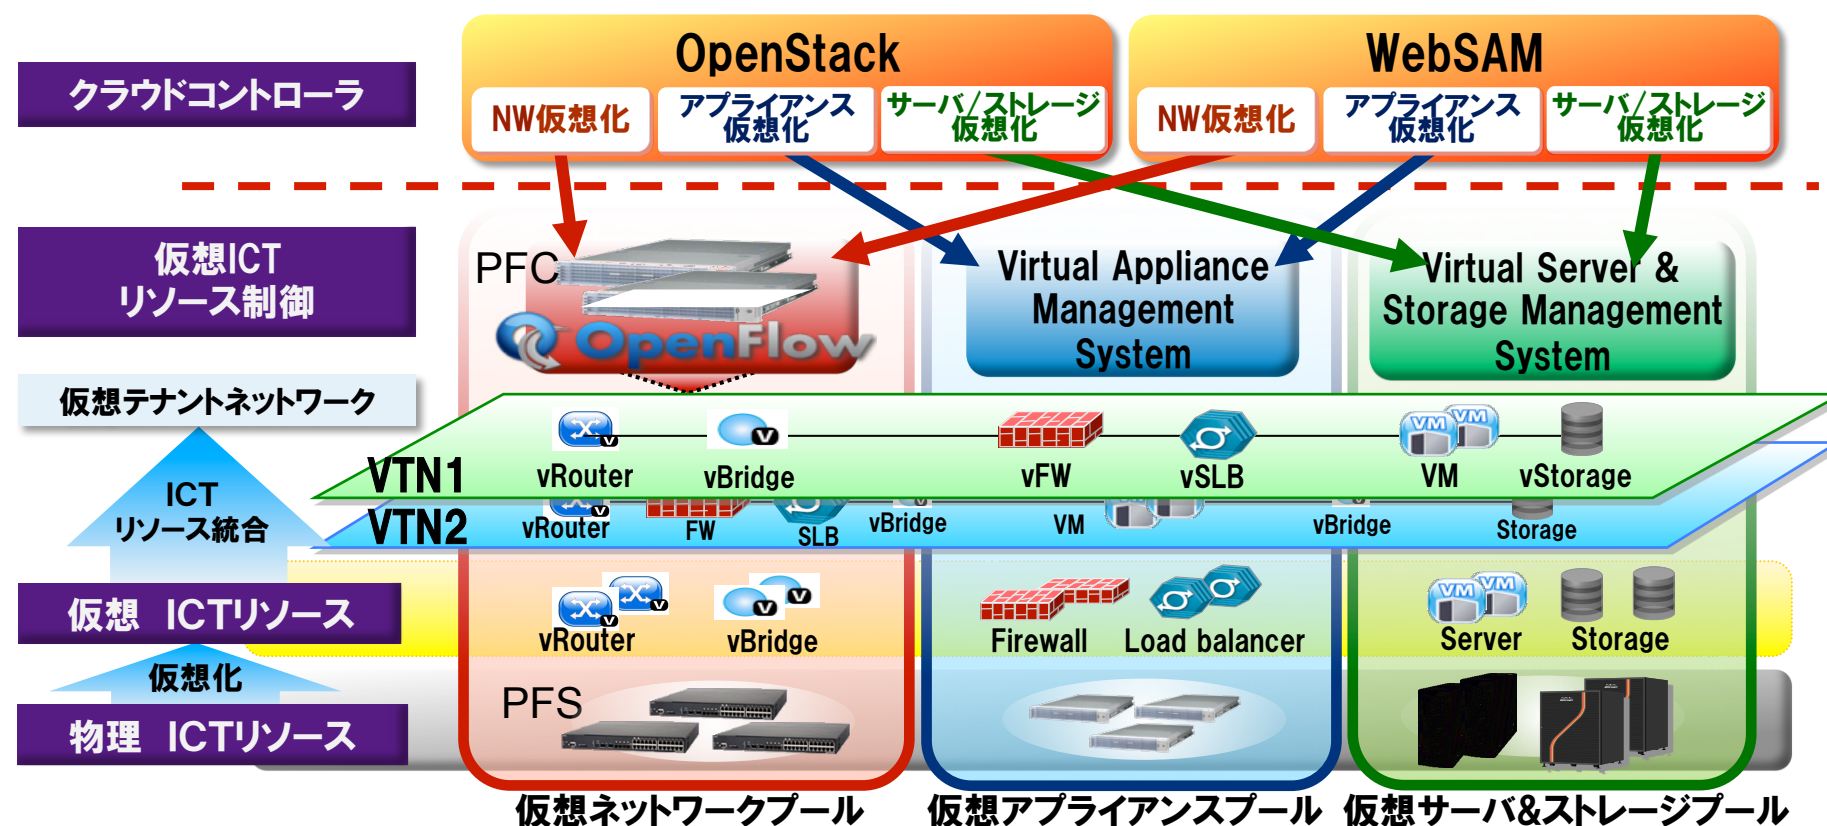 クラウドコントローラ
OpenStack
NW仮想化
アプライアンス
仮想化
サーバ/ストレージ
仮想化
WebSAM
NW仮想化
アプライアンス
仮想化
サーバ/ストレージ
仮想化
仮想ICT
リソース制御
PFC
OpenFlow
Virtual Appliance
Management
System
Virtual Server &
Storage Management
System
仮想テナントネットワーク
VTN1
vRouter
vBridge
vFW
vSLB
VM
VM
VM
vStorage
ICT
リソース統合
VTN2
vRouter
FW
SLB
vBridge
VM
vBridge
Storage
仮想 ICTリソース
vRouter
vBridge
Firewall
Load balancer
VM
VM
Server
Storage
仮想化
物理 ICTリソース
PFS
仮想ネットワークプール
仮想アプライアンスプール
仮想サーバ&ストレージプール